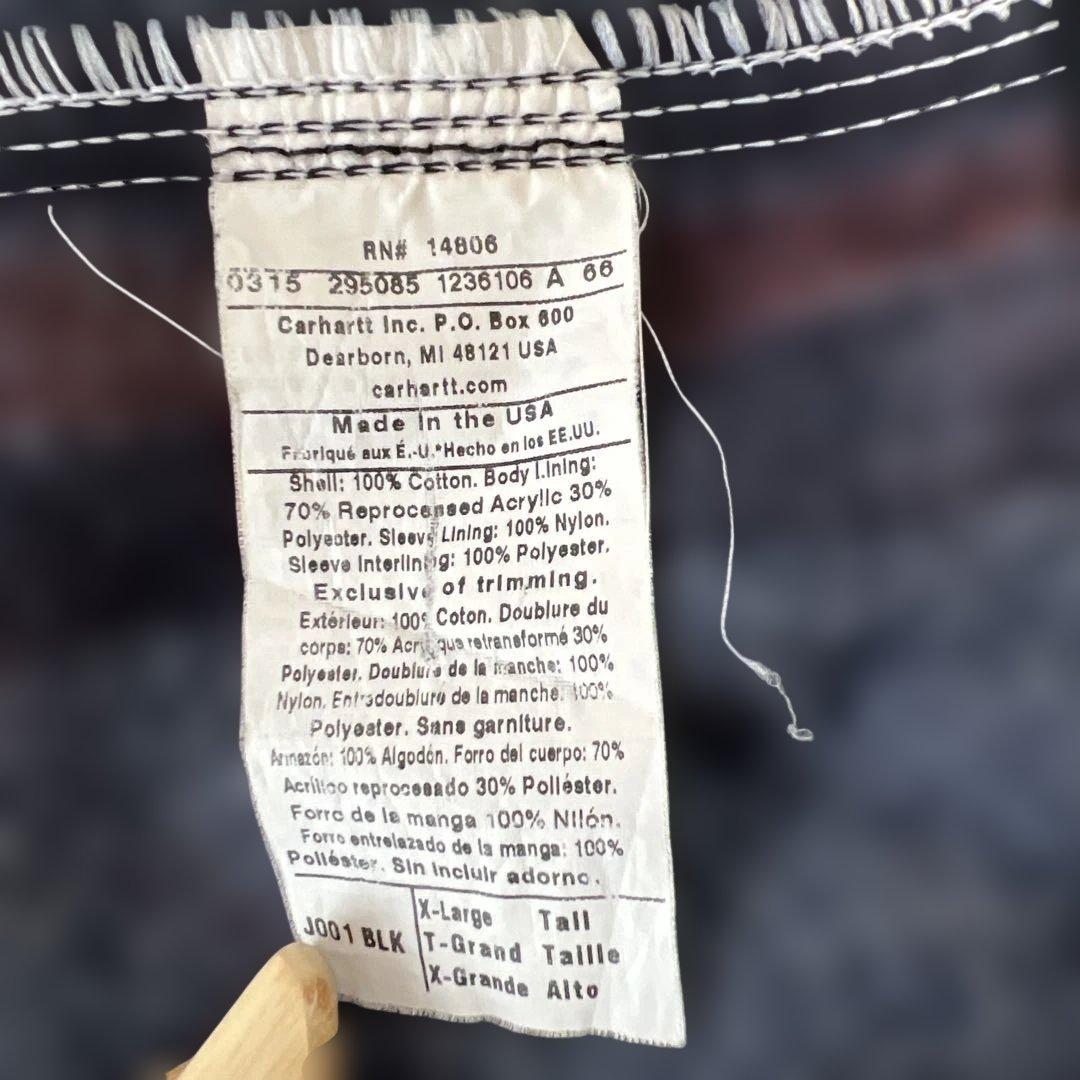 RN# 14806
0315 295085 1236106 A 66
Carhartt Inc. P.O. Box 600
Dearborn, MI 48121 USA
carhartt.com
Made in the USA
Fabriqué aux É.-U.*Hecho en los EE.UU.
Shell: 100% Cotton. Body Lining:
70% Reprocessed Acrylic 30%
Polyester. Sleeve Lining: 100% Nylon.
Sleeve Interlining: 100% Polyester.
Exclusive of trimming.
Extérieur: 100% Coton. Doublure du
corps: 70% Acrylique retransformé 30%
Polyester. Doublure de la manche: 100%
Nylon. Entredoublure de la manche: 100%
Polyester. Sans garniture.
Armazón: 100% Algodón. Forro del cuerpo: 70%
Acrílico reprocesado 30% Poliéster.
Forro de la manga 100% Nilón.
Forro entrelazado de la manga: 100%
Poliéster. Sin incluir adorno.
J001 BLK
X-Large Tall
T-Grand Taille
X-Grande Alto